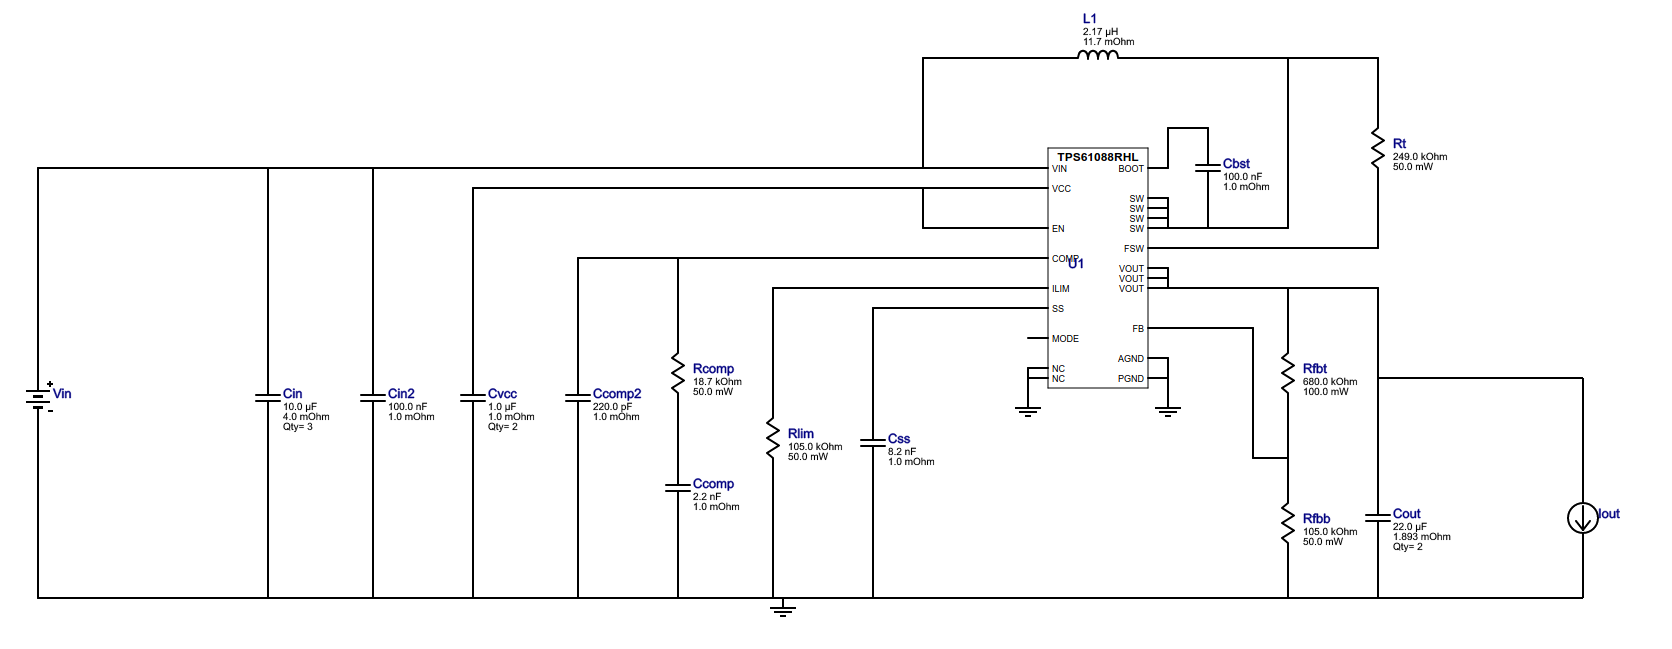 L1
2.17 µH
11.7 mOhm
TPS61088RHL
VIN
VCC
EN
COMP
ILIM
SS
MODE
NC
NC
U1
BOOT
SW
SW
SW
SW
FSW
VOUT
VOUT
VOUT
FB
AGND
PGND
Cbst
100.0 nF
1.0 mOhm
Rt
249.0 kOhm
50.0 mW
+
Vin
-
Cin
10.0 µF
4.0 mOhm
Qty= 3
Cin2
100.0 nF
1.0 mOhm
Cvcc
1.0 µF
1.0 mOhm
Qty= 2
Ccomp2
220.0 pF
1.0 mOhm
Rcomp
18.7 kOhm
50.0 mW
Ccomp
2.2 nF
1.0 mOhm
Rlim
105.0 kOhm
50.0 mW
Css
8.2 nF
1.0 mOhm
Rfbt
680.0 kOhm
100.0 mW
Rfbb
105.0 kOhm
50.0 mW
Cout
22.0 µF
1.893 mOhm
Qty= 2
Iout